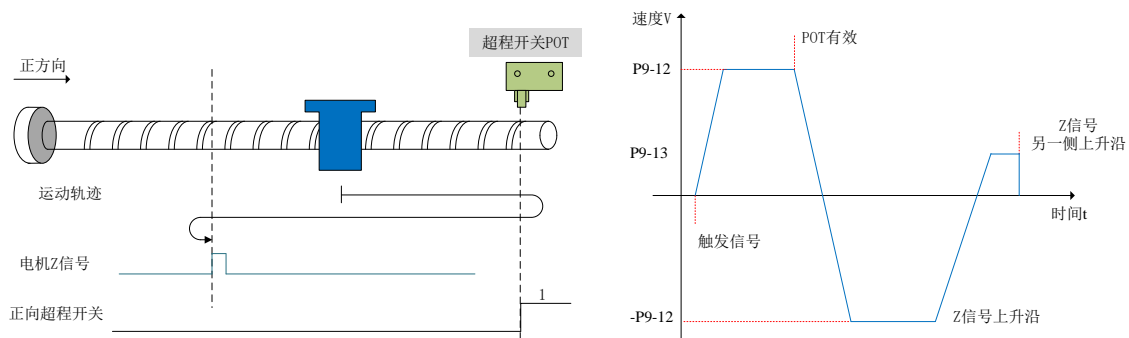 超程开关POT
正方向
运动轨迹
电机Z信号
正向超程开关
1
速度V
POT有效
P9-12
Z信号
另一侧上升沿
P9-13
时间t
触发信号
-P9-12
Z信号上升沿